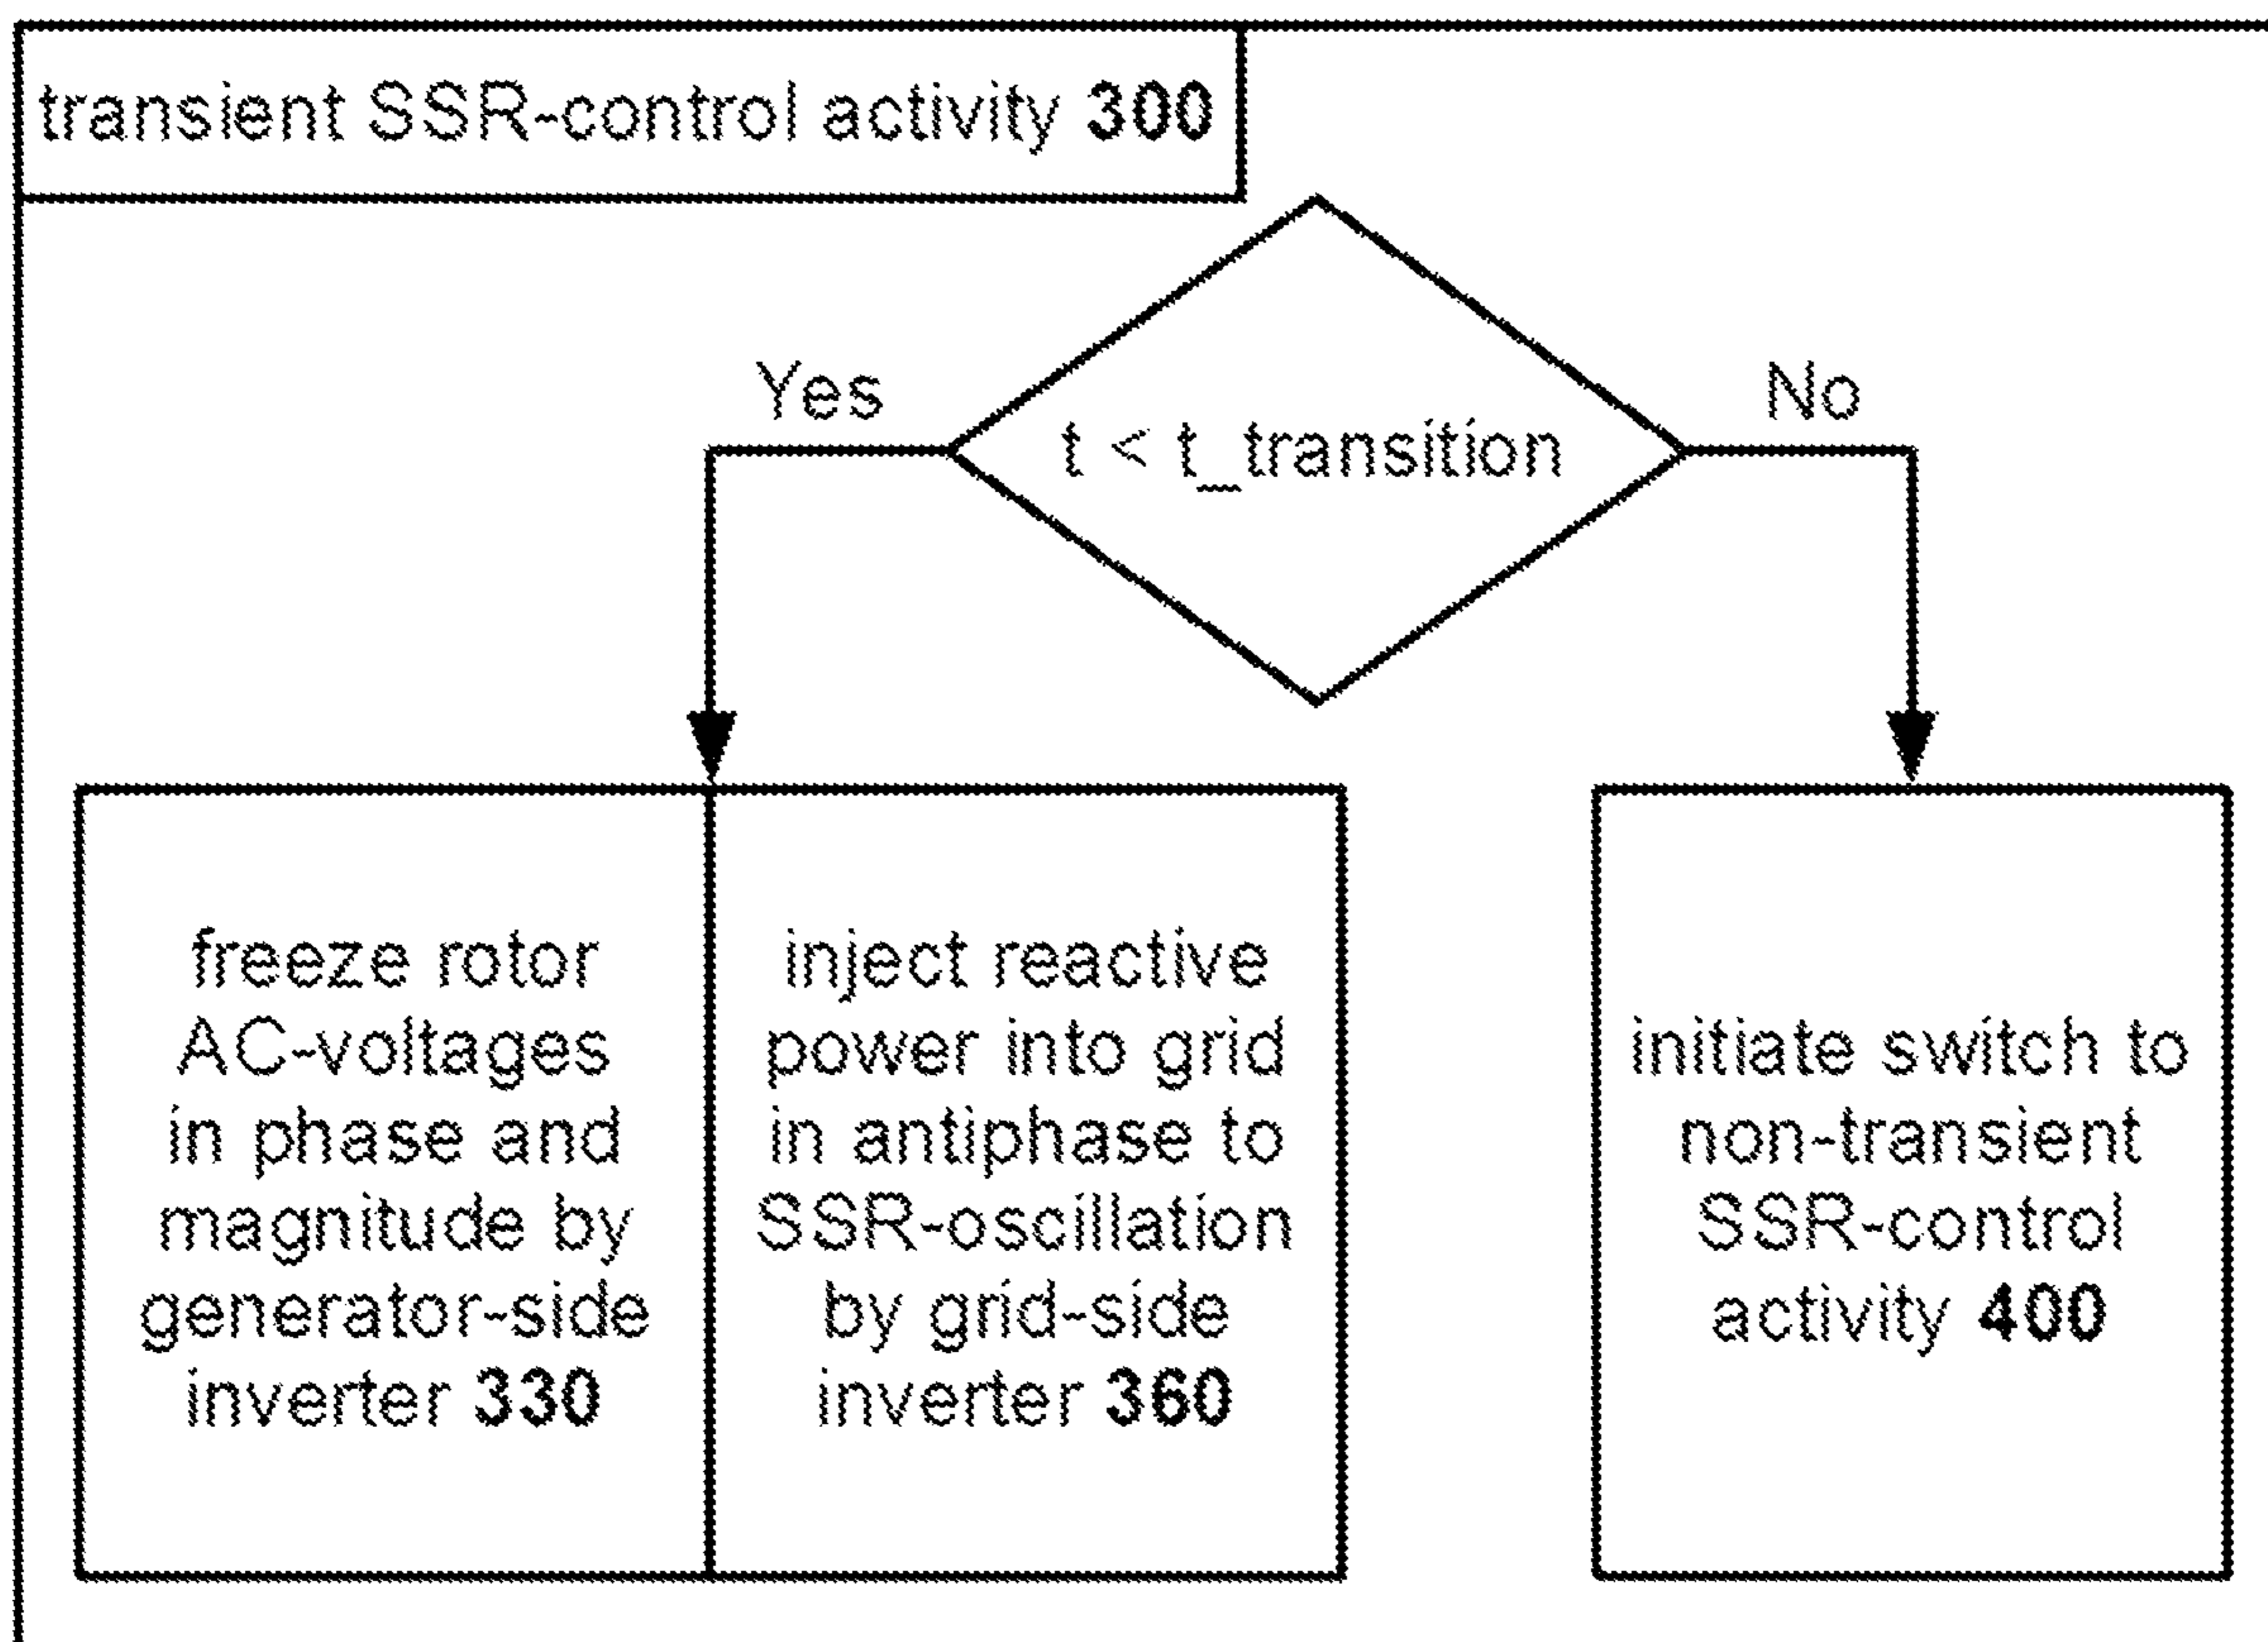 transient SSR-control activity 300
Yes
No
t < t_transition
freeze rotor
AC-voltages
in phase and
magnitude by
generator-side
inverter 330
inject reactive
power into grid
in antiphase to
SSR-oscillation
by grid-side
inverter 360
initiate switch to
non-transient
SSR-control
activity 400